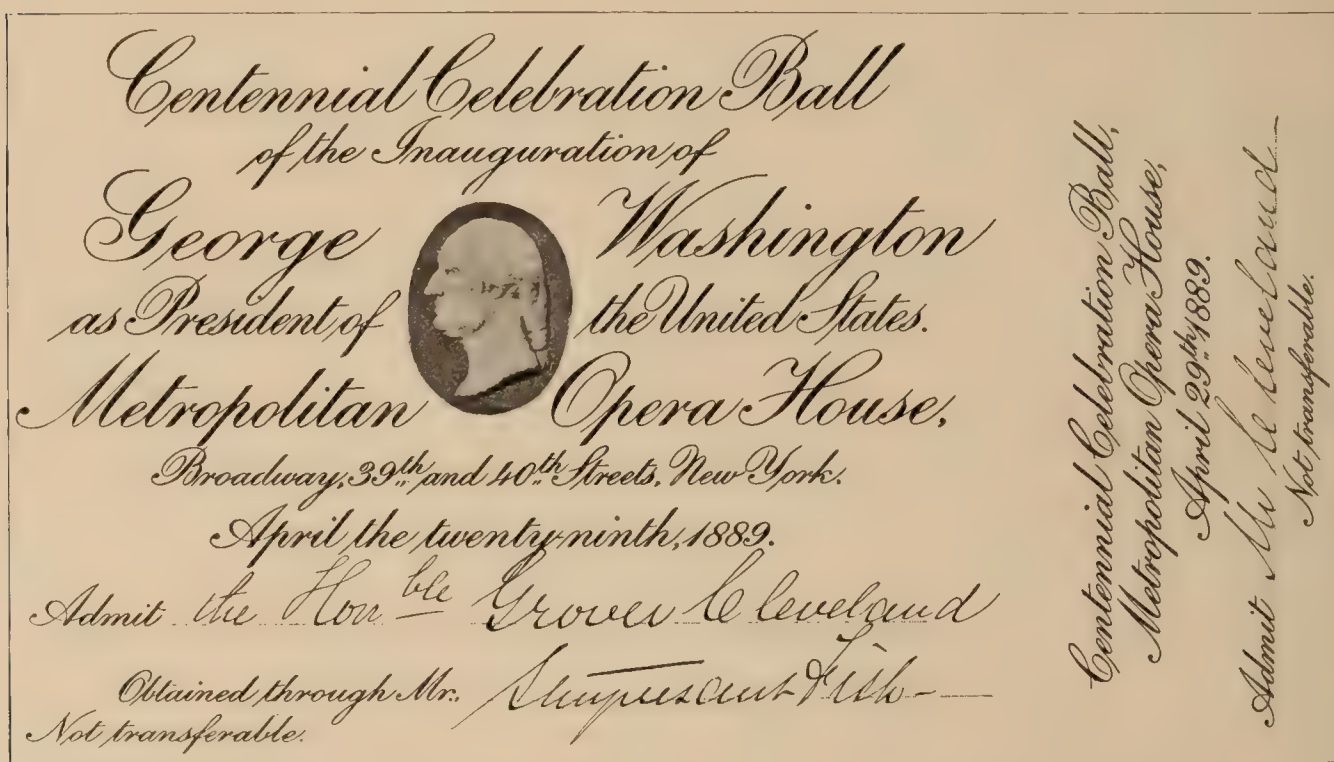 Centennial Celebration Ball
of the Inauguration of
George Washington
as President of the United States.
Metropolitan Opera House,
Broadway, 39th and 40th Streets, New York.
April the twenty-ninth, 1889.
Admit the Honble Grover Cleveland
Obtained through Mr. Stuyvesant Fish
Not transferable.
Centennial Celebration Ball,
Metropolitan Opera House,
April 29th 1889.
Admit Mr Cleveland
Not transferable.